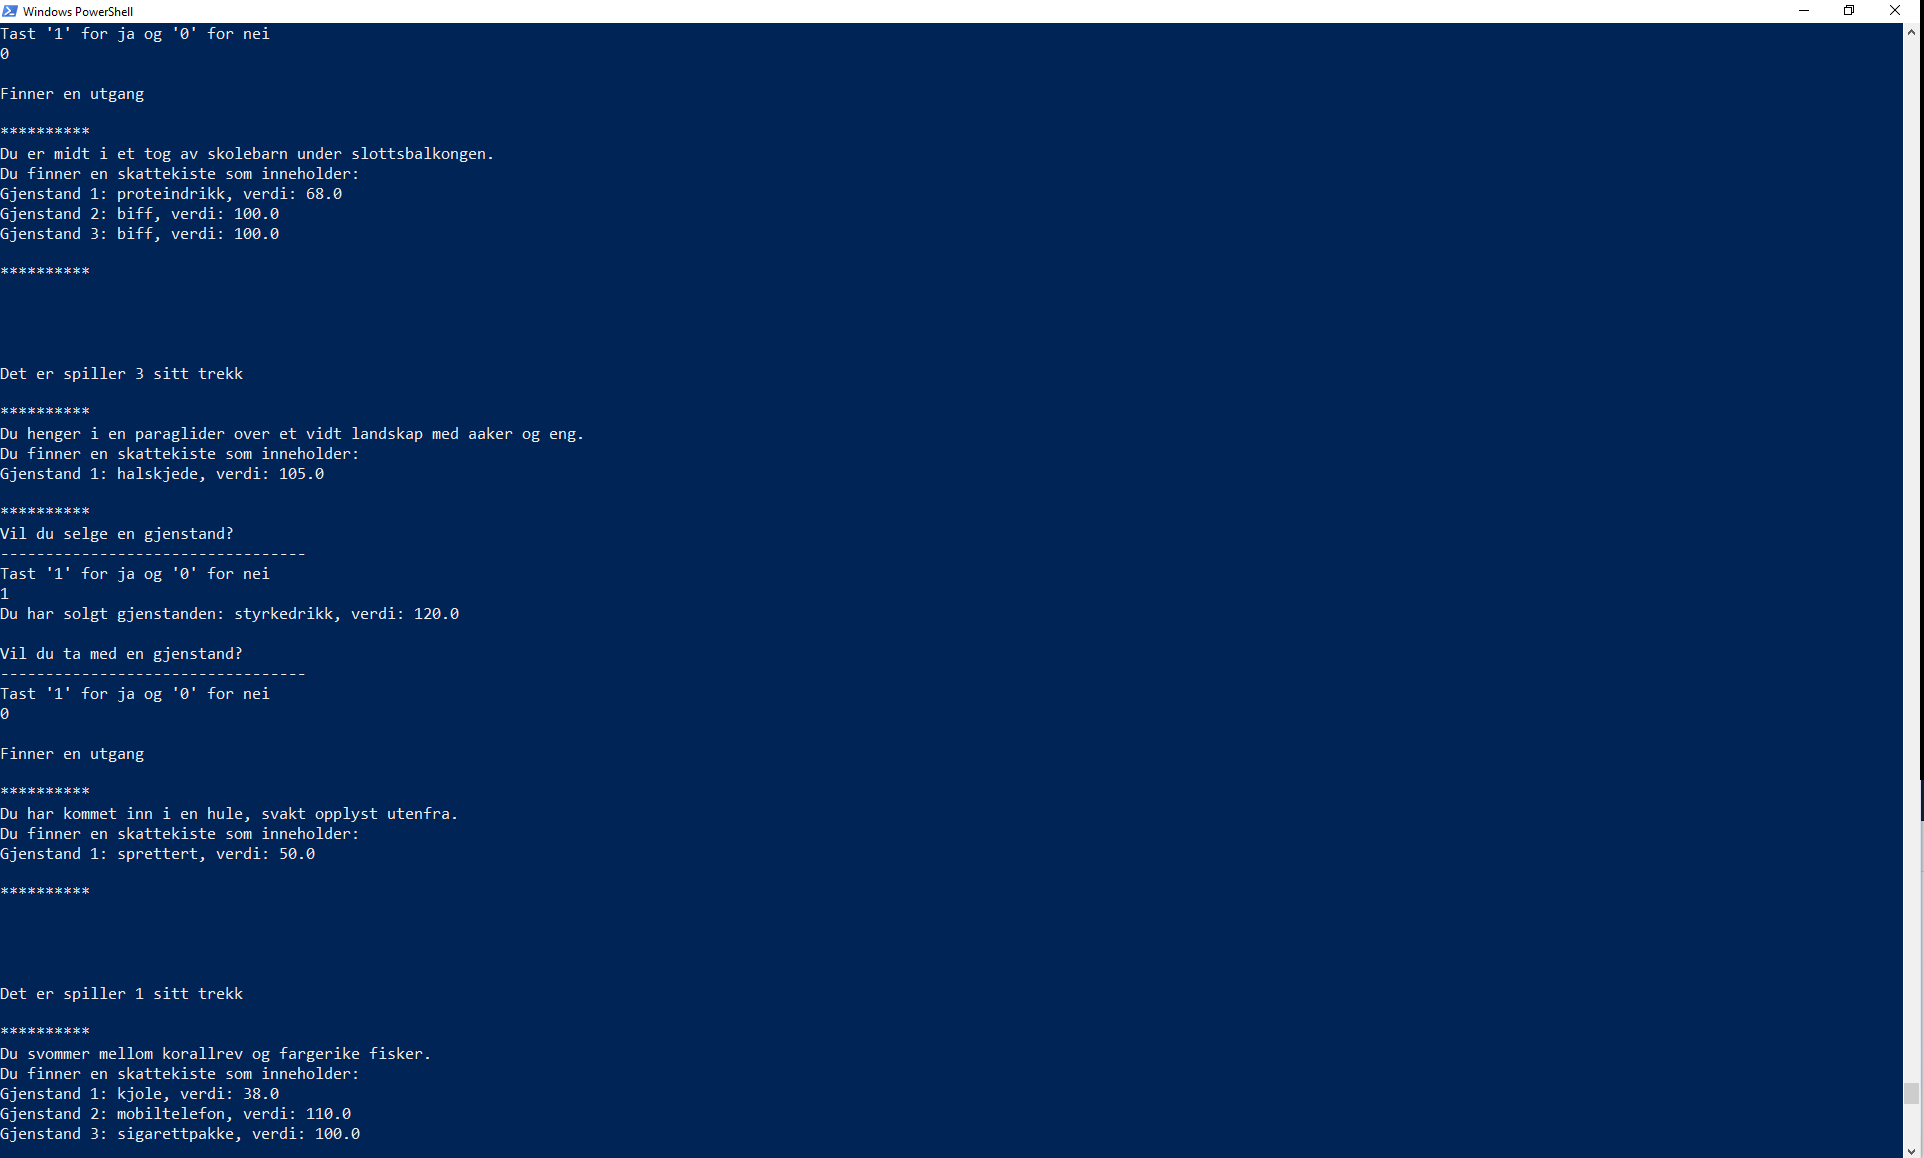 Windows PowerShell
Tast '1' for ja og '0' for nei
0
Finner en utgang
**********
Du er midt i et tog av skolebarn under slottsbalkongen.
Du finner en skattekiste som inneholder:
Gjenstand 1: proteindrikk, verdi: 68.0
Gjenstand 2: biff, verdi: 100.0
Gjenstand 3: biff, verdi: 100.0
**********
Det er spiller 3 sitt trekk
**********
Du henger i en paraglider over et vidt landskap med aaker og eng.
Du finner en skattekiste som inneholder:
Gjenstand 1: halskjede, verdi: 105.0
**********
Vil du selge en gjenstand?
----------------------------------
Tast '1' for ja og '0' for nei
1
Du har solgt gjenstanden: styrkedrikk, verdi: 120.0
Vil du ta med en gjenstand?
----------------------------------
Tast '1' for ja og '0' for nei
0
Finner en utgang
**********
Du har kommet inn i en hule, svakt opplyst utenfra.
Du finner en skattekiste som inneholder:
Gjenstand 1: sprettert, verdi: 50.0
**********
Det er spiller 1 sitt trekk
**********
Du svommer mellom korallrev og fargerike fisker.
Du finner en skattekiste som inneholder:
Gjenstand 1: kjole, verdi: 38.0
Gjenstand 2: mobiltelefon, verdi: 110.0
Gjenstand 3: sigarettpakke, verdi: 100.0